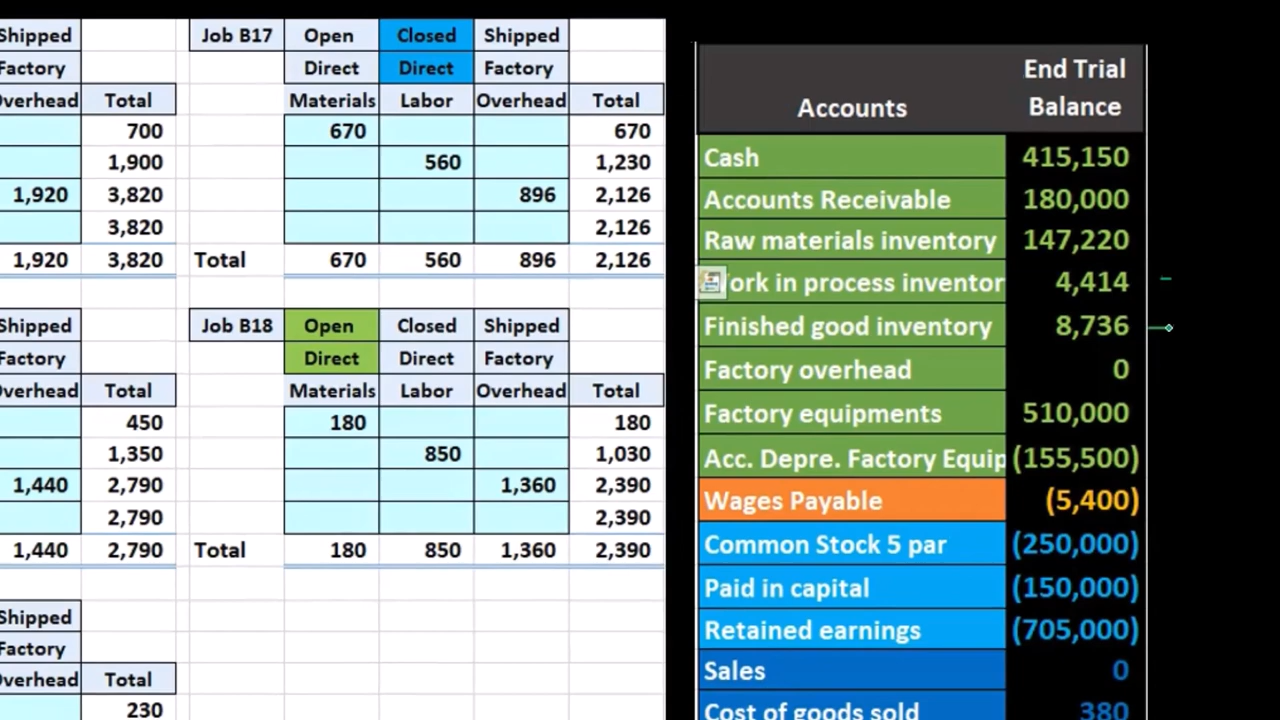 Shipped Job B17 Open Closed Shipped
Factory Direct Direct Factory
Overhead Total Materials Labor Overhead Total
700 670 670
1,900 560 1,230
1,920 3,820 896 2,126
3,820 2,126
1,920 3,820 Total 670 560 896 2,126
Shipped Job B18 Open Closed Shipped
Factory Direct Direct Factory
Overhead Total Materials Labor Overhead Total
450 180 180
1,350 850 1,030
1,440 2,790 1,360 2,390
2,790 2,390
1,440 2,790 Total 180 850 1,360 2,390
Shipped
Factory
Overhead Total
230
End Trial
Accounts Balance
Cash 415,150
Accounts Receivable 180,000
Raw materials inventory 147,220
ork in process inventor 4,414
Finished good inventory 8,736
Factory overhead 0
Factory equipments 510,000
Acc. Depre. Factory Equip (155,500)
Wages Payable (5,400)
Common Stock 5 par (250,000)
Paid in capital (150,000)
Retained earnings (705,000)
Sales 0
Cost of goods sold 380